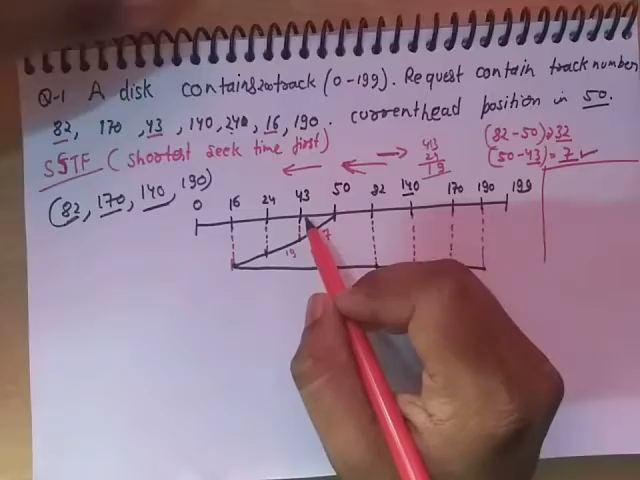 Q-1 A disk contains 200 track (0-199). Request contain track number
82, 170, 43, 140, 24, 16, 190. current head position in 50.
SSTF (shortest seek time first)
43
24
19
(82-50)=32
(50-43)=7 ✓
(82, 170, 140, 190)
0 16 24 43 50 82 140 170 190 199
19 7